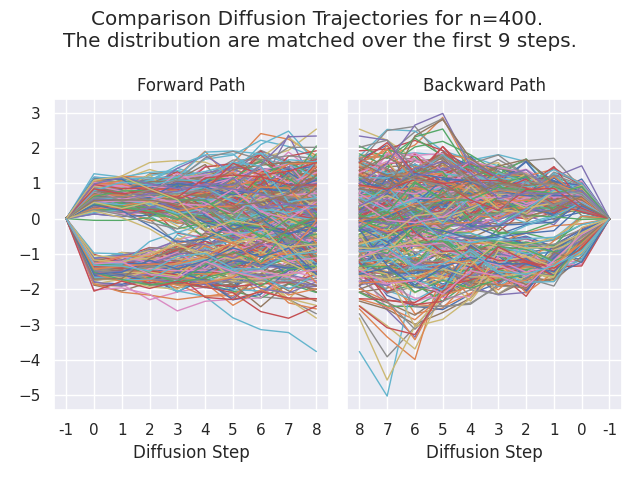 Comparison Diffusion Trajectories for n=400.
The distribution are matched over the first 9 steps.
Forward Path
Backward Path
3
2
1
0
−1
−2
−3
−4
−5
-1 0 1 2 3 4 5 6 7 8
8 7 6 5 4 3 2 1 0 -1
Diffusion Step
Diffusion Step